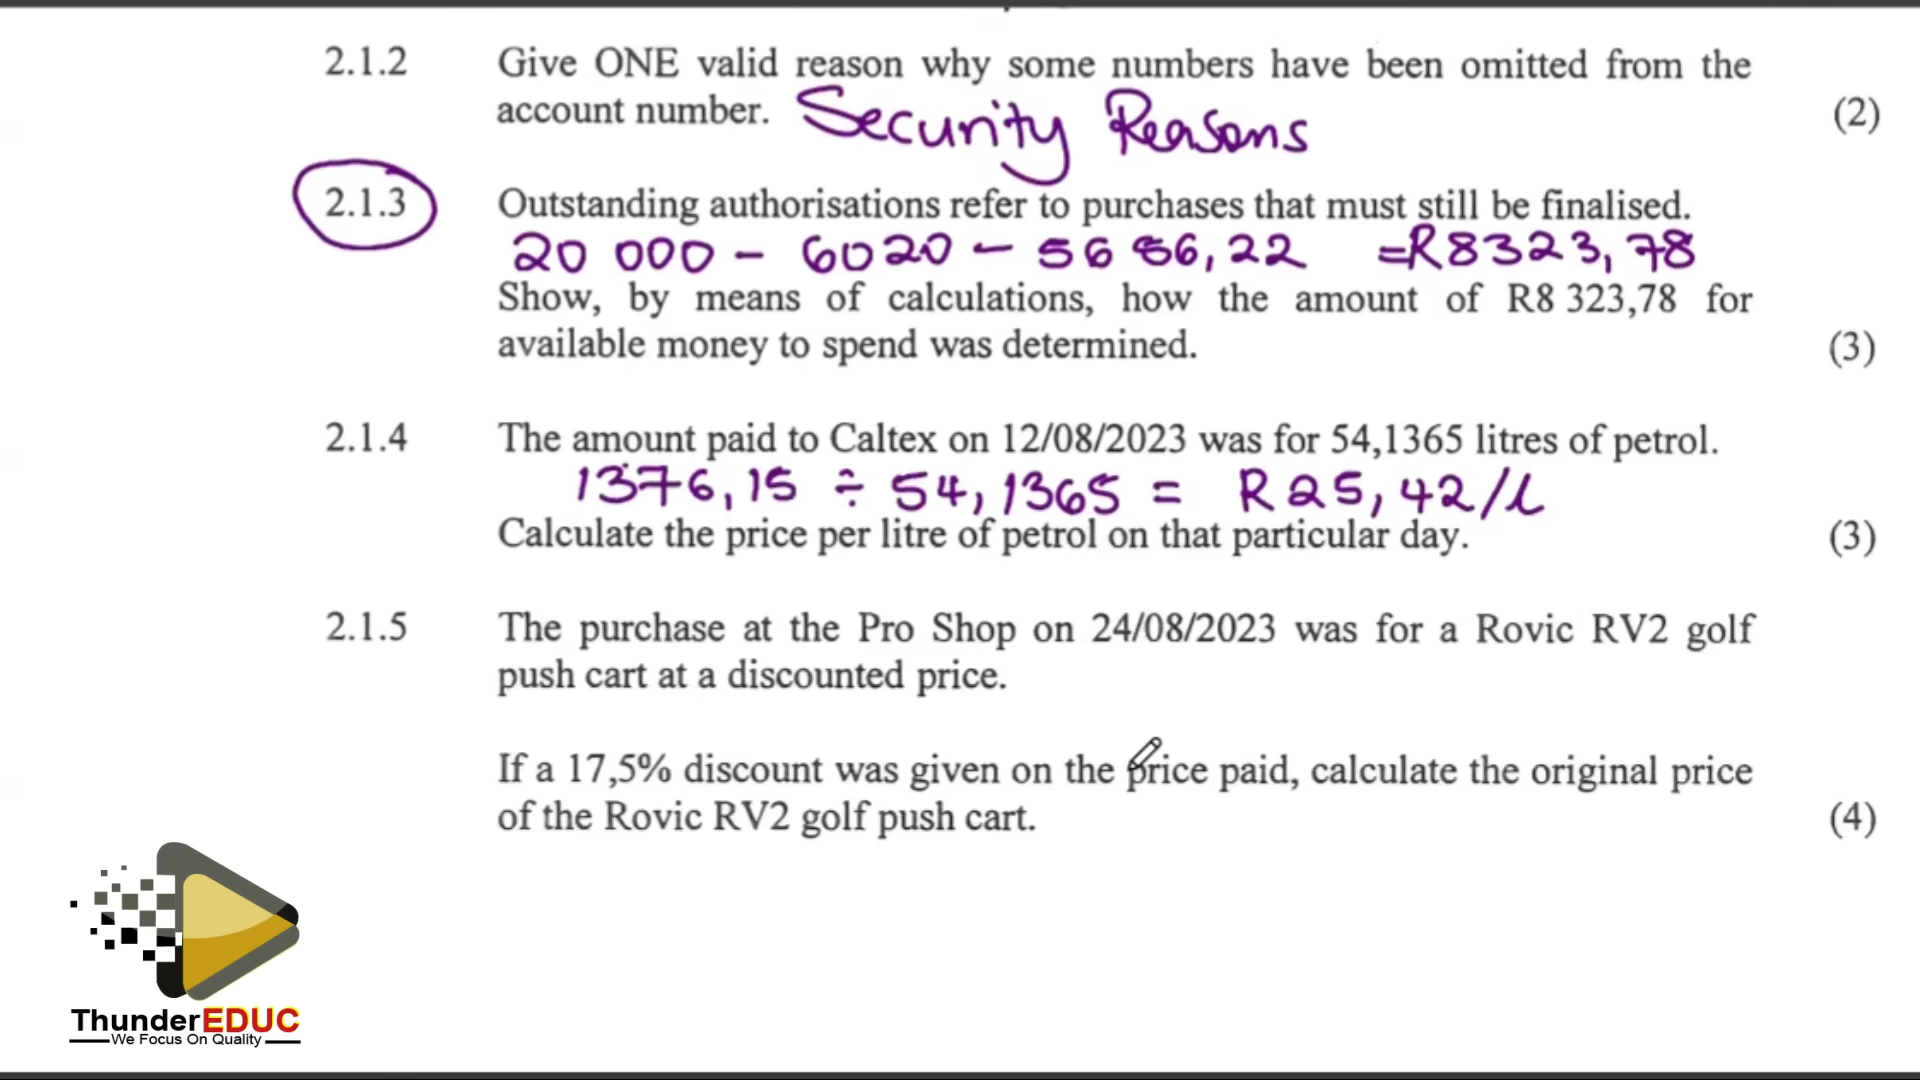 2.1.2 Give ONE valid reason why some numbers have been omitted from the
account number. Security Reasons (2)
2.1.3 Outstanding authorisations refer to purchases that must still be finalised.
20 000 - 6020 - 5656,22 =R8323,78
Show, by means of calculations, how the amount of R8 323,78 for
available money to spend was determined. (3)
2.1.4 The amount paid to Caltex on 12/08/2023 was for 54,1365 litres of petrol.
1376,15 ÷ 54,1365 = R25,42/l
Calculate the price per litre of petrol on that particular day. (3)
2.1.5 The purchase at the Pro Shop on 24/08/2023 was for a Rovic RV2 golf
push cart at a discounted price.
If a 17,5% discount was given on the price paid, calculate the original price
of the Rovic RV2 golf push cart. (4)
ThunderEDUC
We Focus On Quality